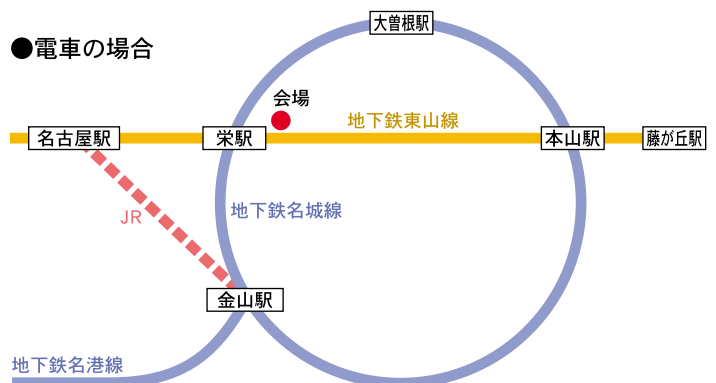 大曽根駅
●電車の場合
会場
地下鉄東山線
名古屋駅
栄駅
本山駅
藤が丘駅
地下鉄名城線
JR
金山駅
地下鉄名港線